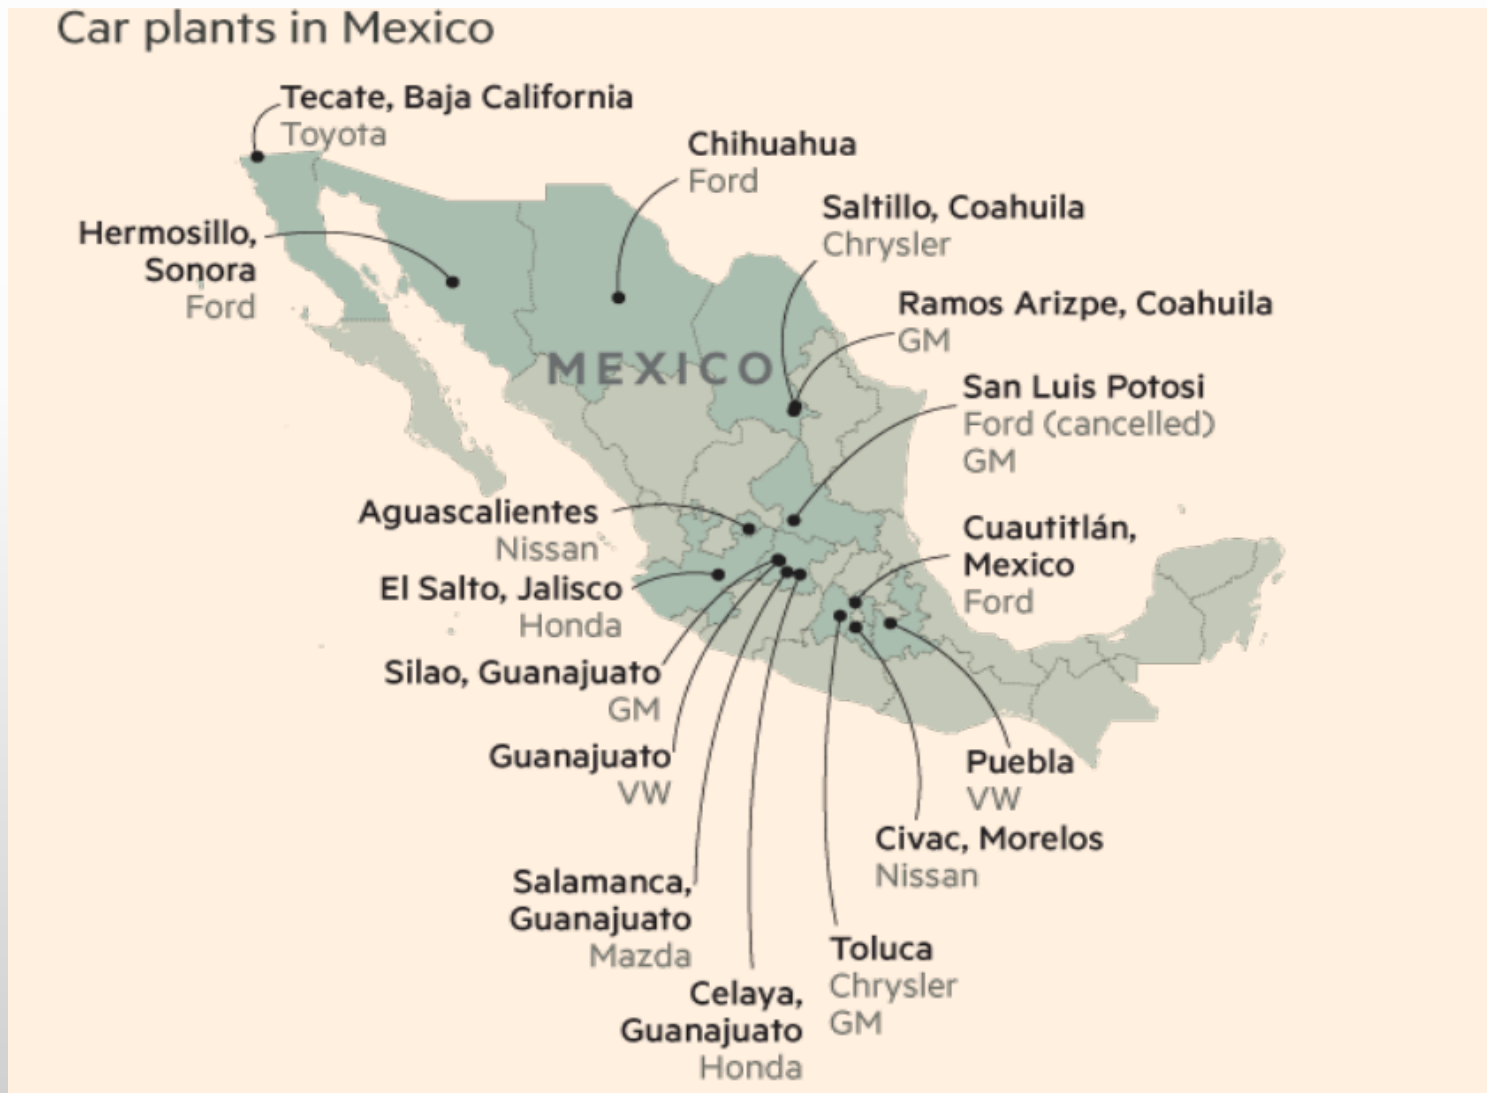 Car plants in Mexico
Tecate, Baja California
Toyota
Chihuahua
Ford
Saltillo, Coahuila
Chrysler
Hermosillo,
Sonora
Ford
Ramos Arizpe, Coahuila
GM
MEXICO
San Luis Potosi
Ford (cancelled)
GM
Aguascalientes
Nissan
Cuautitlán,
Mexico
Ford
El Salto, Jalisco
Honda
Silao, Guanajuato
GM
Guanajuato
VW
Puebla
VW
Civac, Morelos
Nissan
Salamanca,
Guanajuato
Mazda
Toluca
Chrysler
GM
Celaya,
Guanajuato
Honda